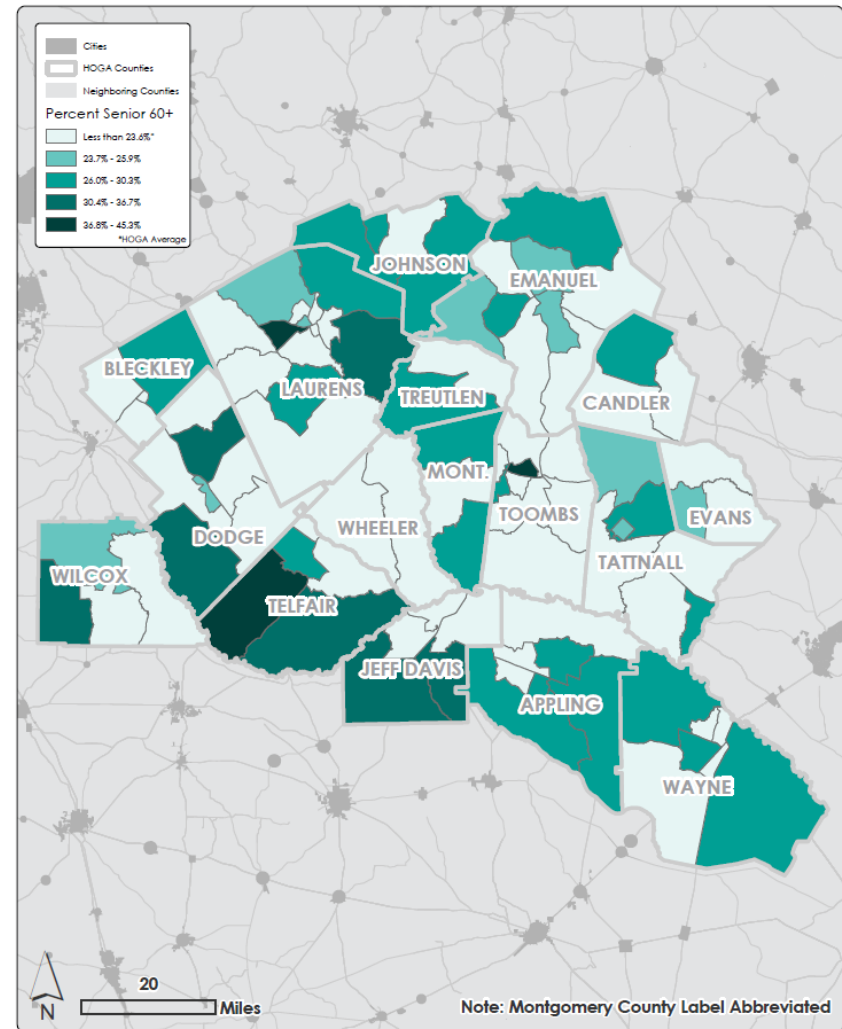 Cities
HOGA Counties
Neighboring Counties
Percent Senior 60+
Less than 23.6%*
23.7% - 25.9%
26.0% - 30.3%
30.4% - 36.7%
36.8% - 45.3%
*HOGA Average
JOHNSON
EMANUEL
BLECKLEY
LAURENS
TREUTLEN
CANDLER
MONT.
TOOMBS
EVANS
WHEELER
DODGE
TATTNALL
WILCOX
TELFAIR
JEFF DAVIS
APPLING
WAYNE
N
20
Miles
Note: Montgomery County Label Abbreviated